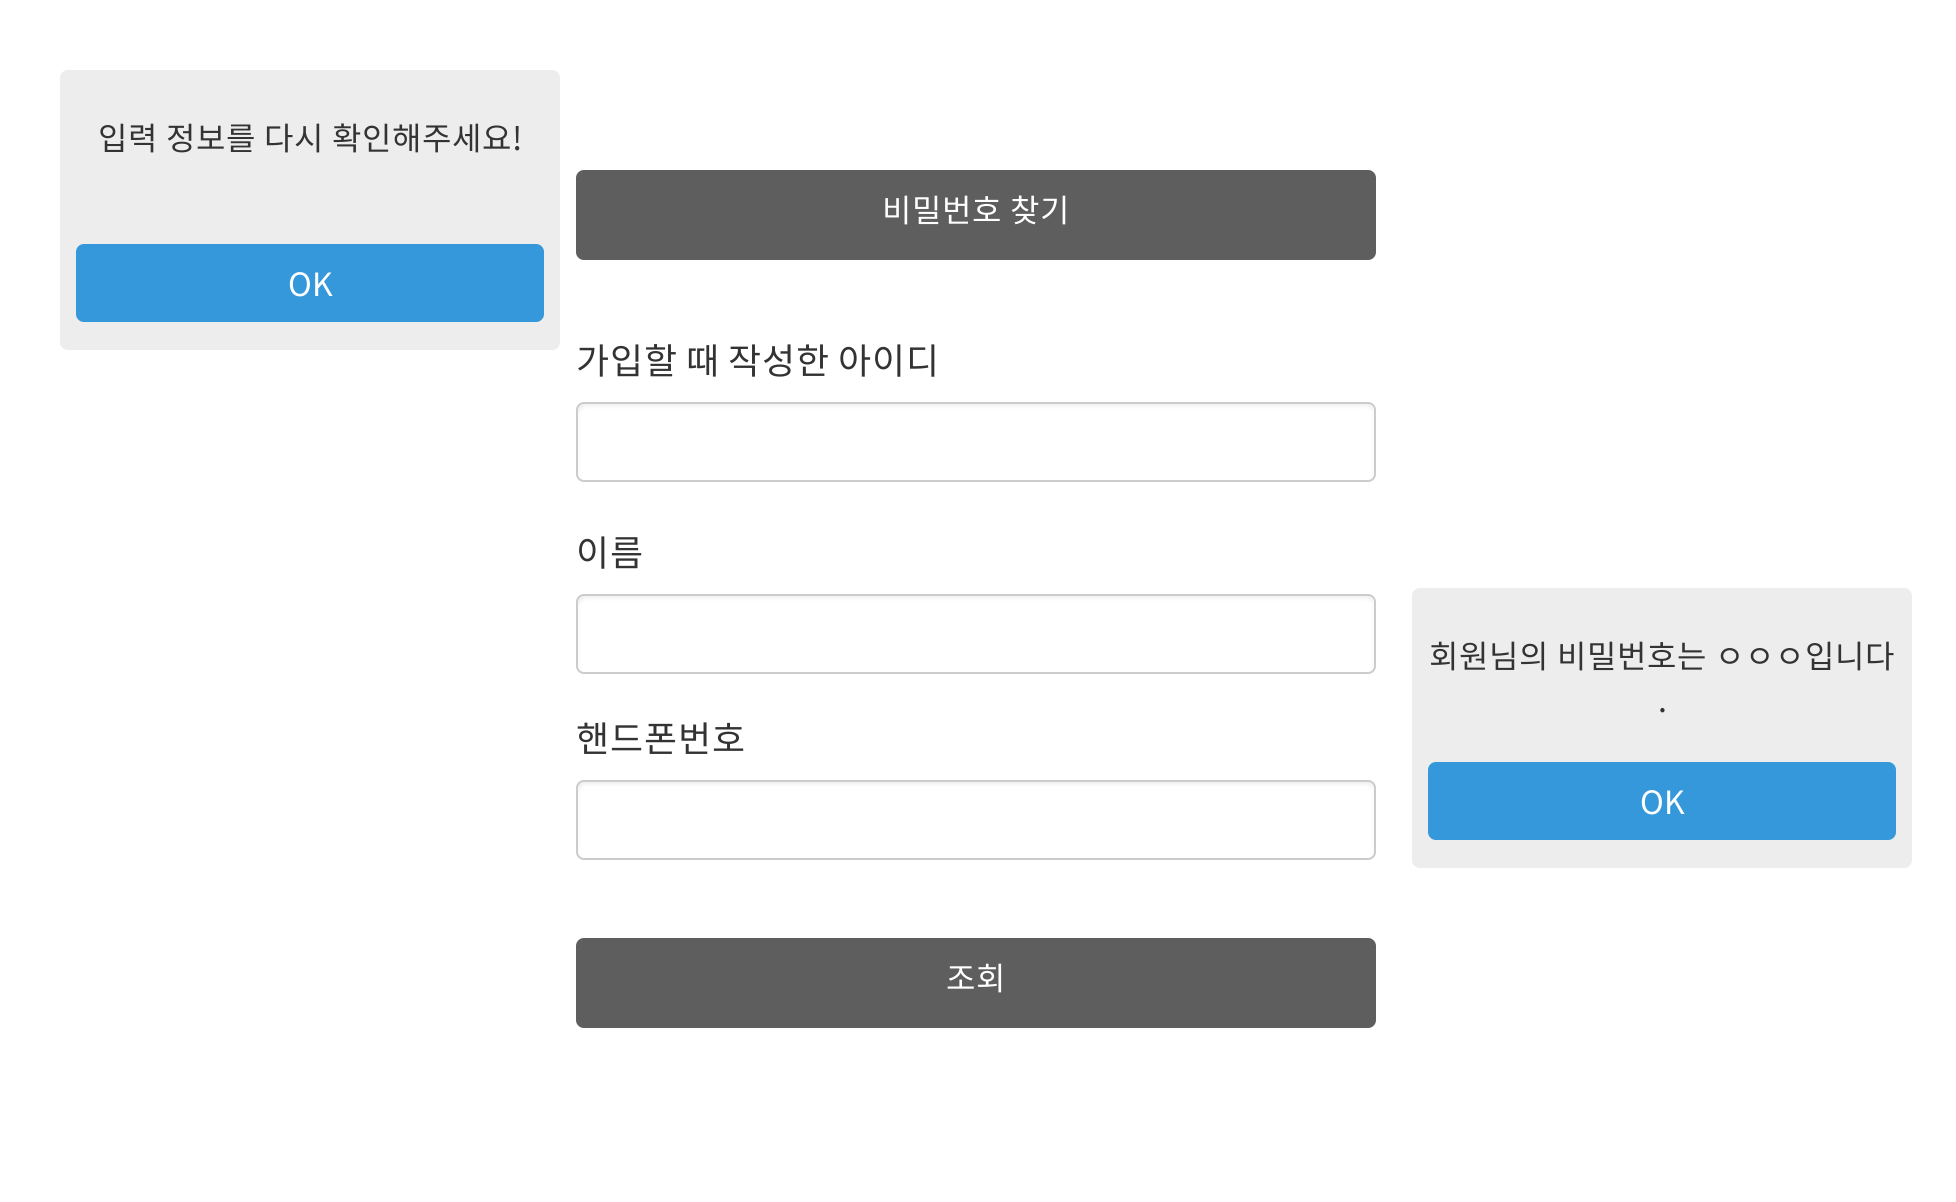 입력 정보를 다시 확인해주세요!
OK
비밀번호 찾기
가입할 때 작성한 아이디
이름
핸드폰번호
조회
회원님의 비밀번호는 ㅇㅇㅇ입니다
.
OK